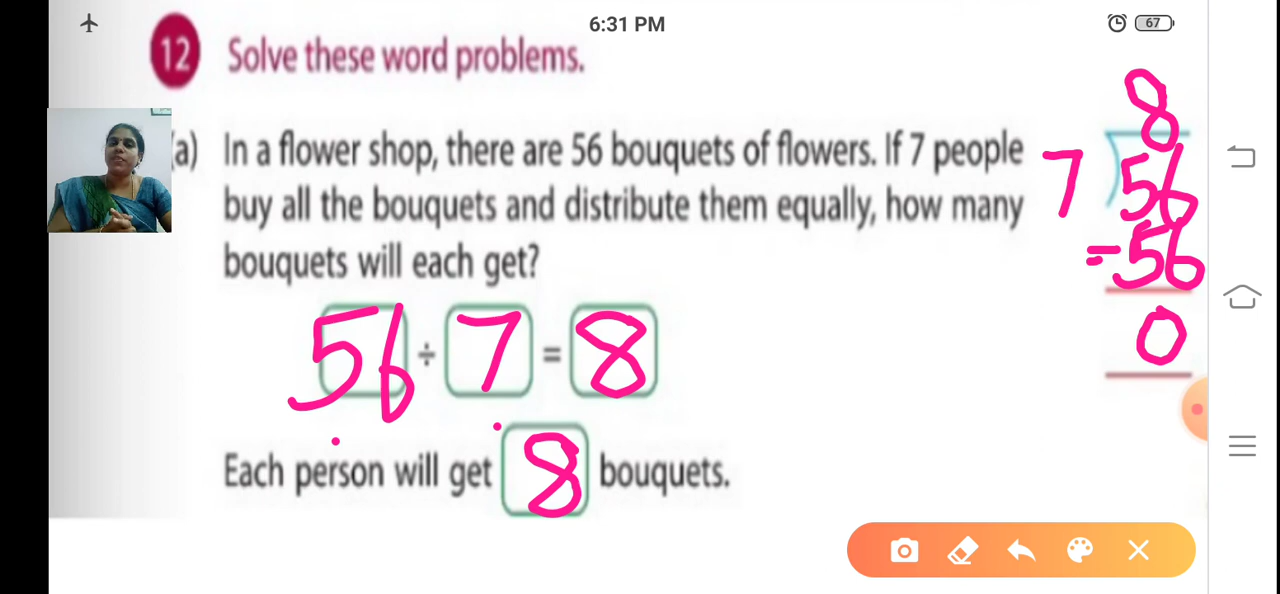 6:31 PM
67
12 Solve these word problems.
(a) In a flower shop, there are 56 bouquets of flowers. If 7 people
buy all the bouquets and distribute them equally, how many
bouquets will each get?
56 ÷ 7 = 8
Each person will get 8 bouquets.
8
7 56
-56
0